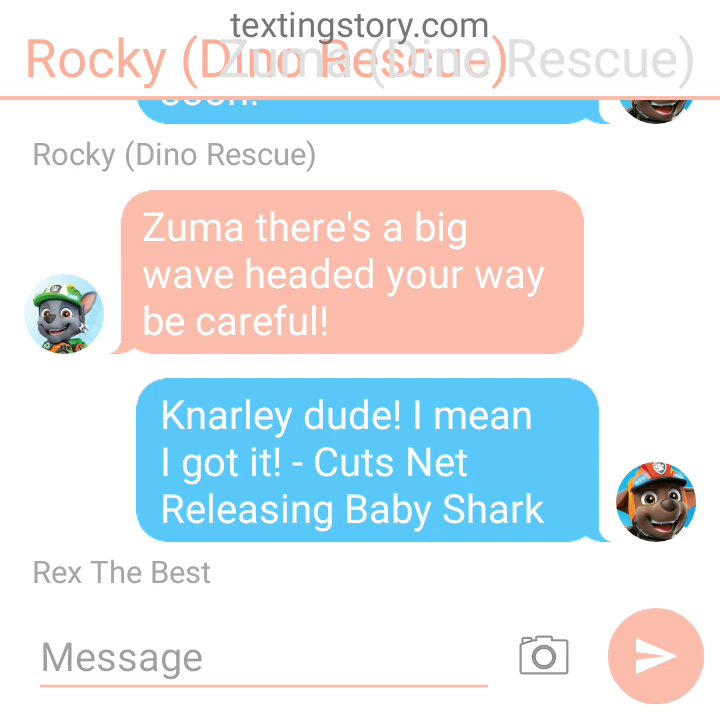 textingstory.com
Rocky (Dino Rescue)
Zuma (Dino Rescue)
soon!
Rocky (Dino Rescue)
Zuma there's a big
wave headed your way
be careful!
Knarley dude! I mean
I got it! - Cuts Net
Releasing Baby Shark
Rex The Best
Message